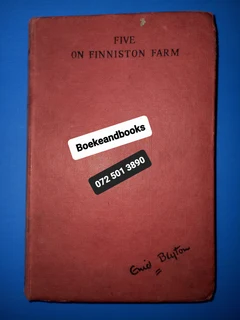 FIVE
ON FINNISTON FARM
Boekeandbooks
072 501 3890
Enid Blyton